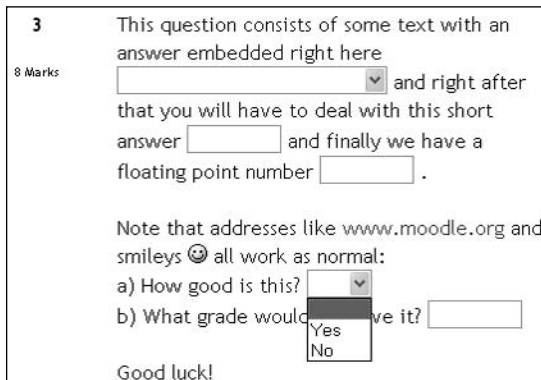 3 This question consists of some text with an
answer embedded right here
8 Marks
and right after
that you will have to deal with this short
answer and finally we have a
floating point number .
Note that addresses like www.moodle.org and
smileys all work as normal:
a) How good is this?
b) What grade would ve it?
Yes
No
Good luck!